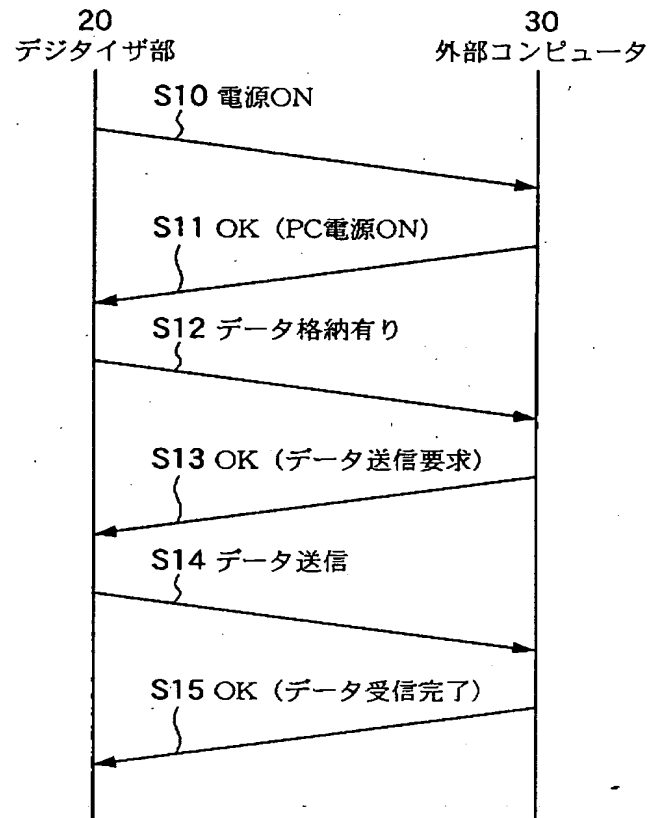 20
デジタイザ部
30
外部コンピュータ
S10 電源ON
S11 OK（PC電源ON）
S12 データ格納有り
S13 OK（データ送信要求）
S14 データ送信
S15 OK（データ受信完了）